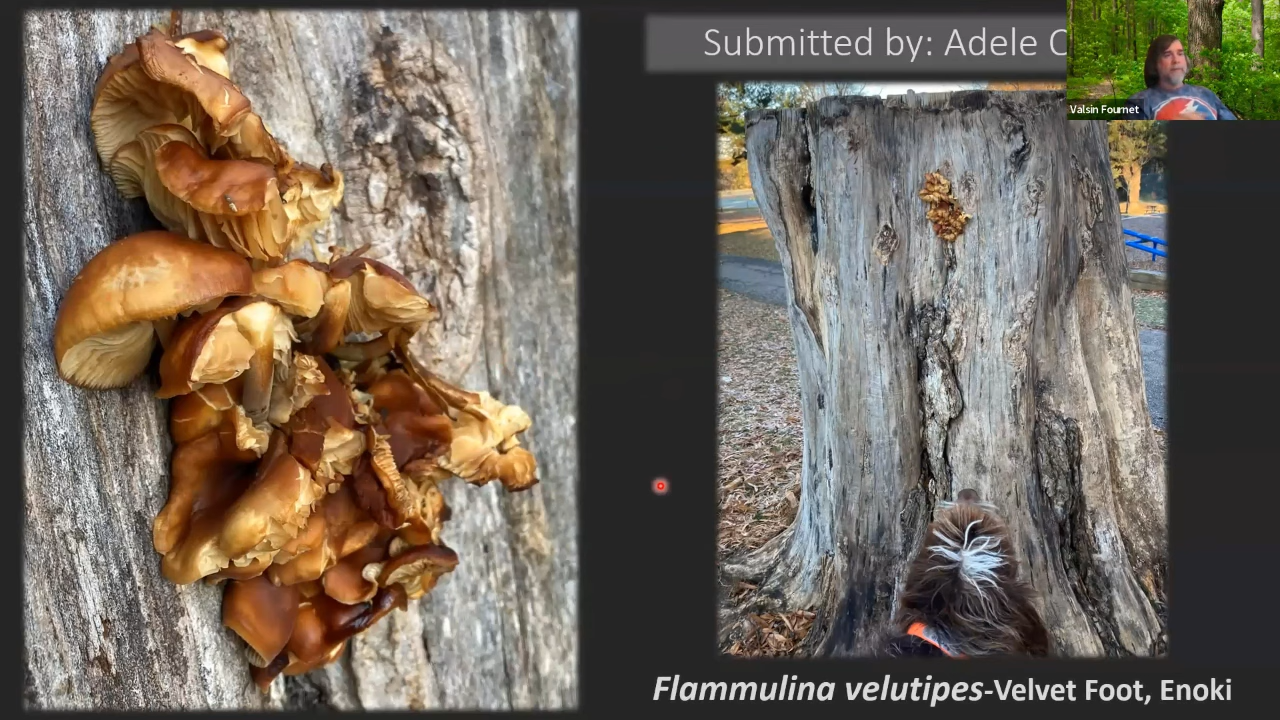 Submitted by: Adele
Valsin Fournet
Flammulina velutipes-Velvet Foot, Enoki